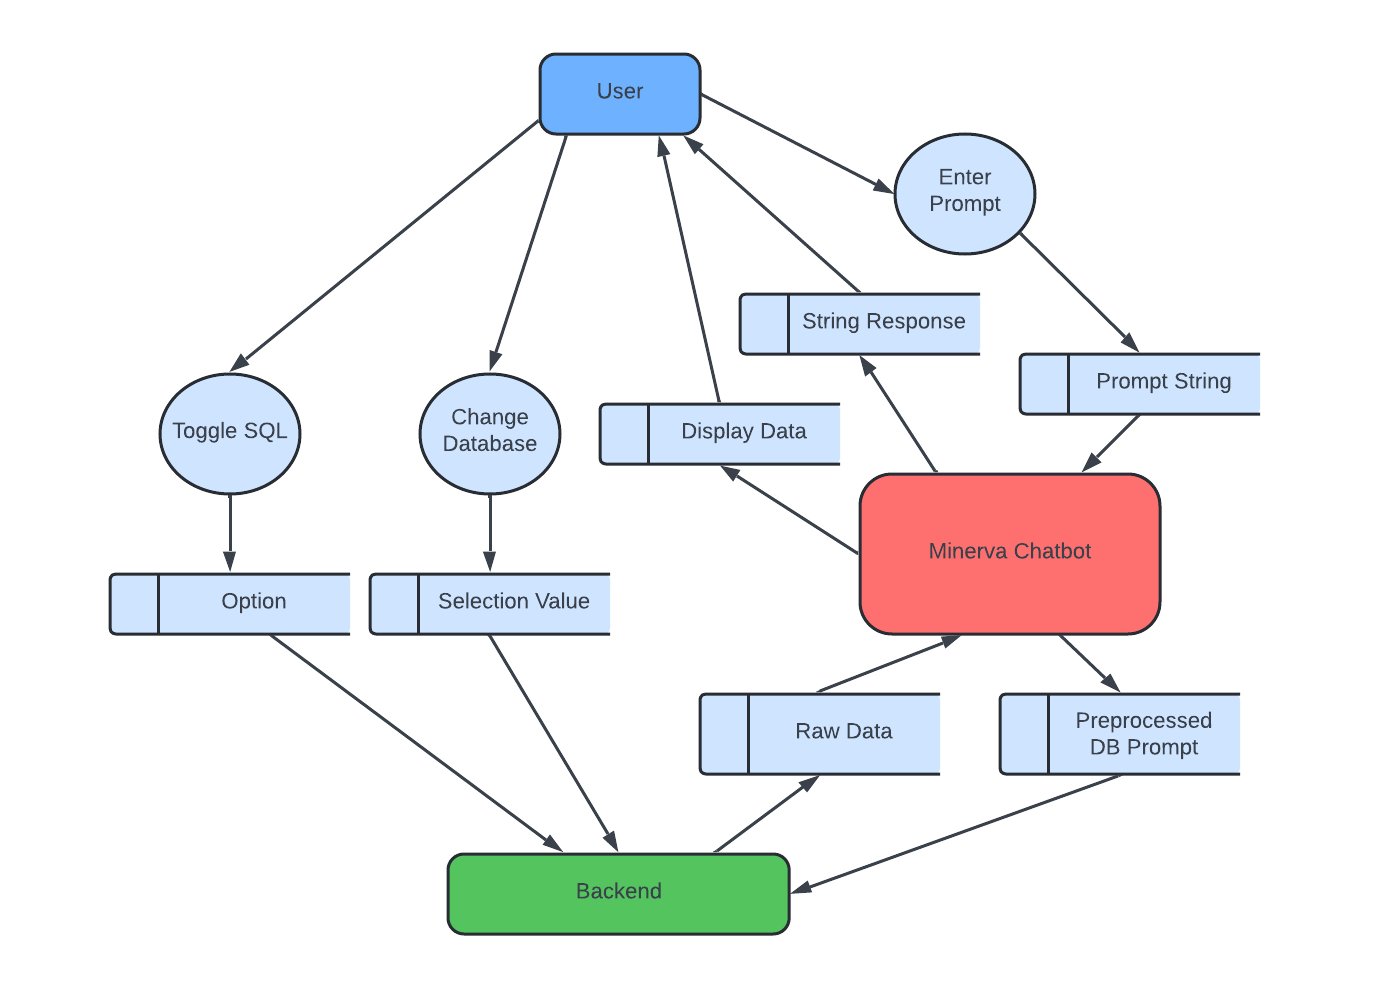 User
Enter
Prompt
String Response
Prompt String
Toggle SQL
Change
Database
Display Data
Minerva Chatbot
Option
Selection Value
Raw Data
Preprocessed
DB Prompt
Backend